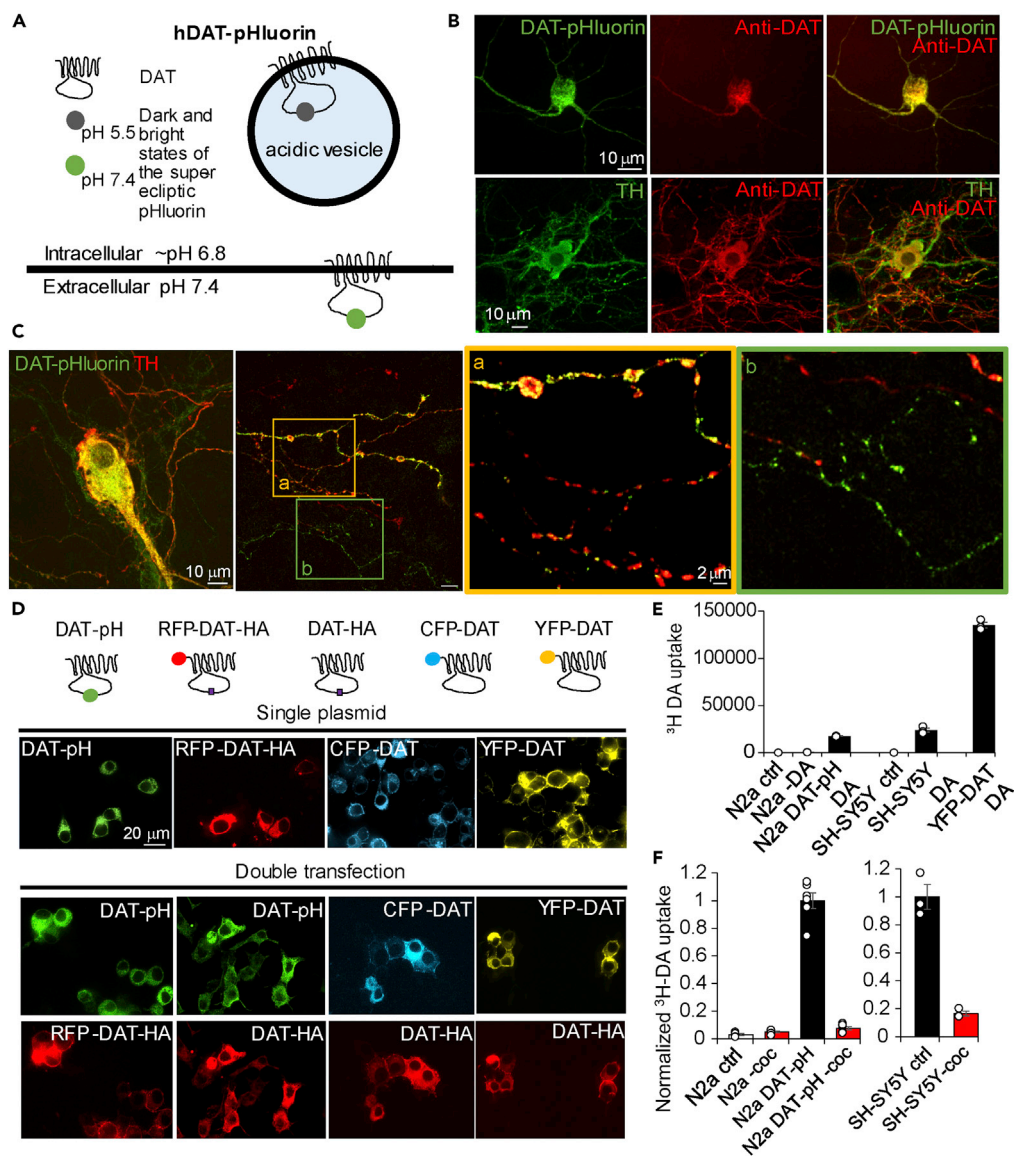 A
hDAT-pHluorin
DAT
pH 5.5
pH 7.4
Dark and
bright
states of
the super
ecliptic
pHluorin
acidic vesicle
Intracellular ~pH 6.8
Extracellular pH 7.4
B
DAT-pHluorin
Anti-DAT
DAT-pHluorin
Anti-DAT
10 µm
TH
Anti-DAT
TH
Anti-DAT
10 µm
C
DAT-pHluorin TH
10 µm
a
b
a
2 µm
b
D
DAT-pH
RFP-DAT-HA
DAT-HA
CFP-DAT
YFP-DAT
Single plasmid
DAT-pH
RFP-DAT-HA
CFP-DAT
YFP-DAT
20 µm
Double transfection
DAT-pH
DAT-pH
CFP-DAT
YFP-DAT
RFP-DAT-HA
DAT-HA
DAT-HA
DAT-HA
E
³H DA uptake
150000
100000
50000
0
N2a ctrl
N2a -DA
N2a DAT-pH
DA
SH-SY5Y ctrl
SH-SY5Y
DA
YFP-DAT
DA
F
Normalized ³H-DA uptake
1.2
1
0.8
0.6
0.4
0.2
0
N2a ctrl
N2a -coc
N2a DAT-pH
N2a DAT-pH -coc
1.2
1
0.8
0.6
0.4
0.2
0
SH-SY5Y ctrl
SH-SY5Y-coc